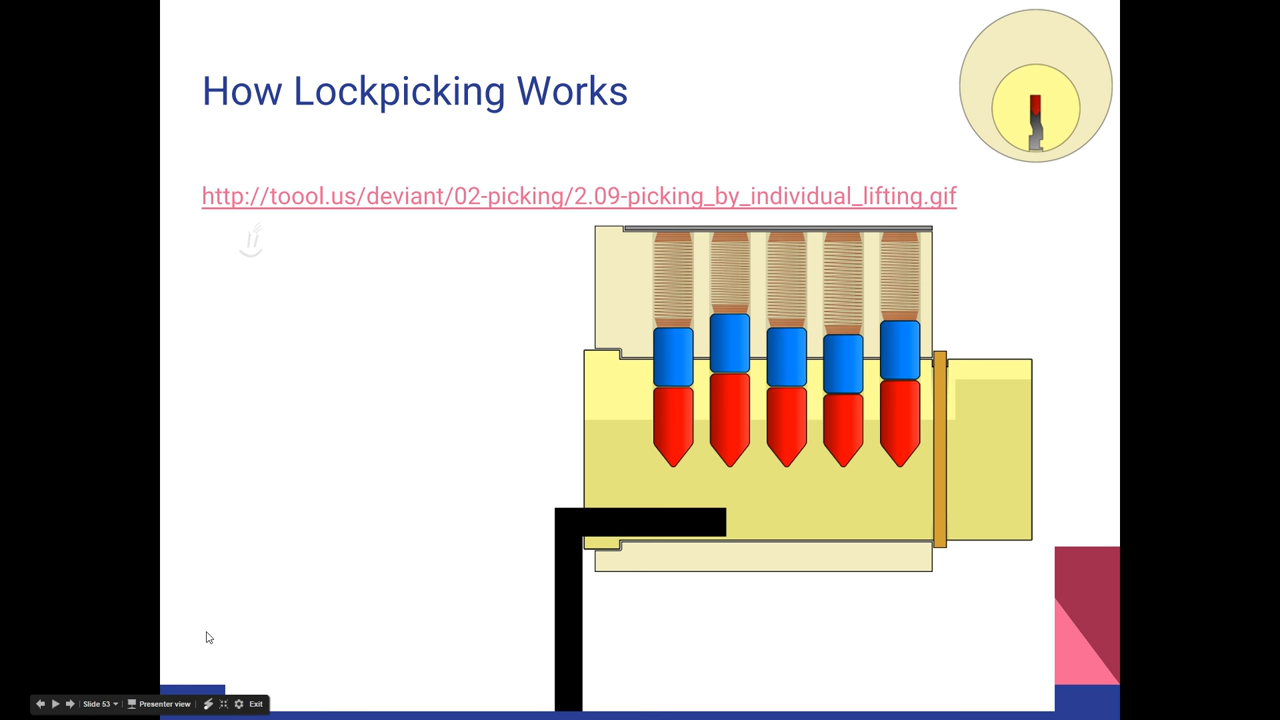 How Lockpicking Works
http://toool.us/deviant/02-picking/2.09-picking_by_individual_lifting.gif
Slide 53
Presenter view
Exit